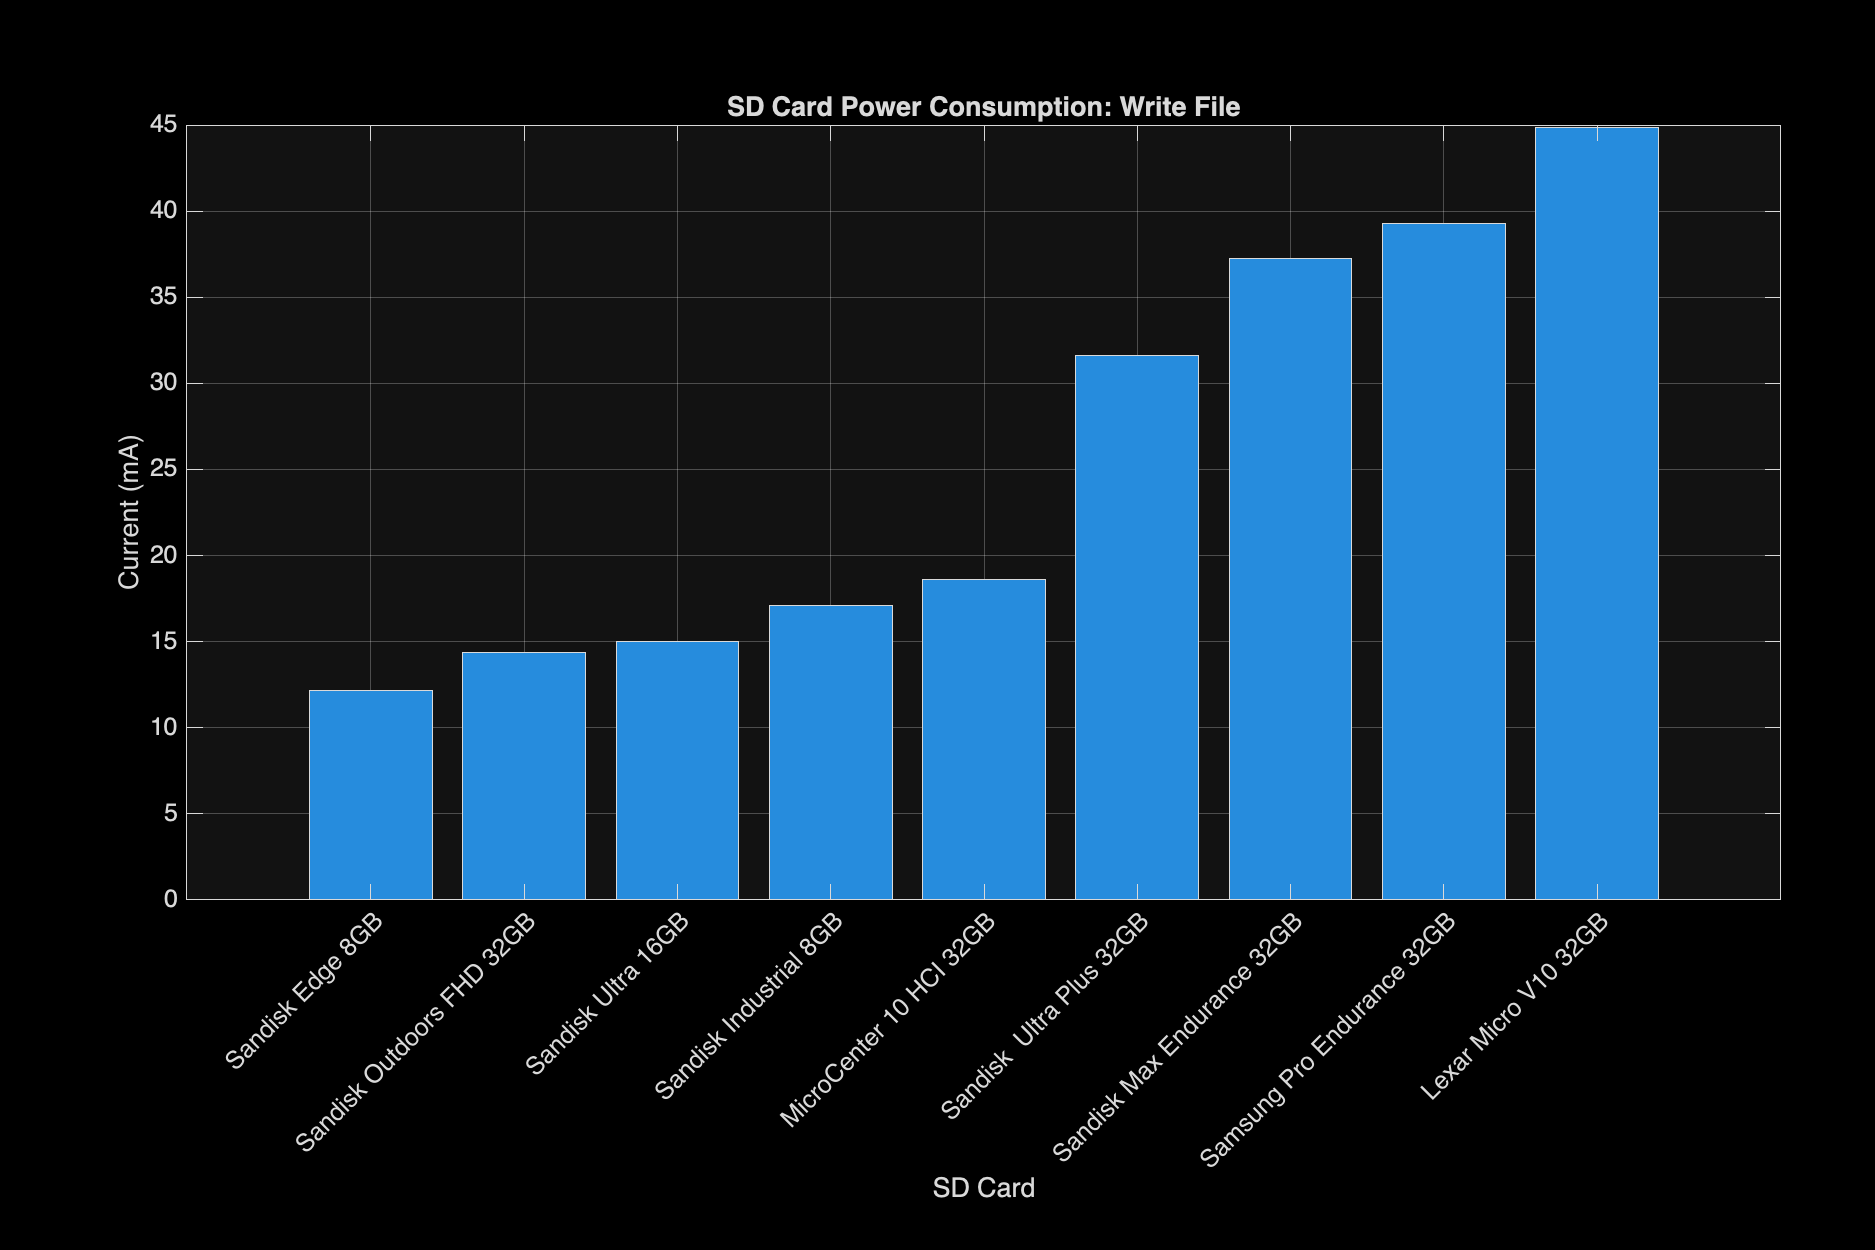 SD Card Power Consumption: Write File
45
40
35
30
25
20
15
10
5
0
Current (mA)
Sandisk Edge 8GB
Sandisk Outdoors FHD 32GB
Sandisk Ultra 16GB
Sandisk Industrial 8GB
MicroCenter 10 HCI 32GB
Sandisk  Ultra Plus 32GB
Sandisk Max Endurance 32GB
Samsung Pro Endurance 32GB
Lexar Micro V10 32GB
SD Card